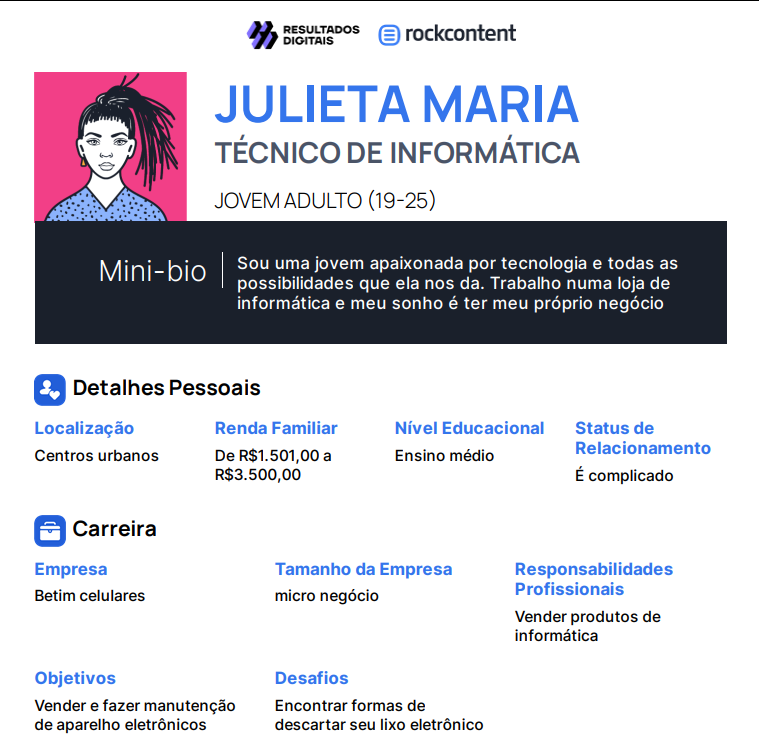 RESULTADOS
DIGITAIS
rockcontent
JULIETA MARIA
TÉCNICO DE INFORMÁTICA
JOVEM ADULTO (19-25)
Mini-bio
Sou uma jovem apaixonada por tecnologia e todas as
possibilidades que ela nos da. Trabalho numa loja de
informática e meu sonho é ter meu próprio negócio
Detalhes Pessoais
Localização
Centros urbanos
Renda Familiar
De R$1.501,00 a
R$3.500,00
Nível Educacional
Ensino médio
Status de
Relacionamento
É complicado
Carreira
Empresa
Betim celulares
Tamanho da Empresa
micro negócio
Responsabilidades
Profissionais
Vender produtos de
informática
Objetivos
Vender e fazer manutenção
de aparelho eletrônicos
Desafios
Encontrar formas de
descartar seu lixo eletrônico